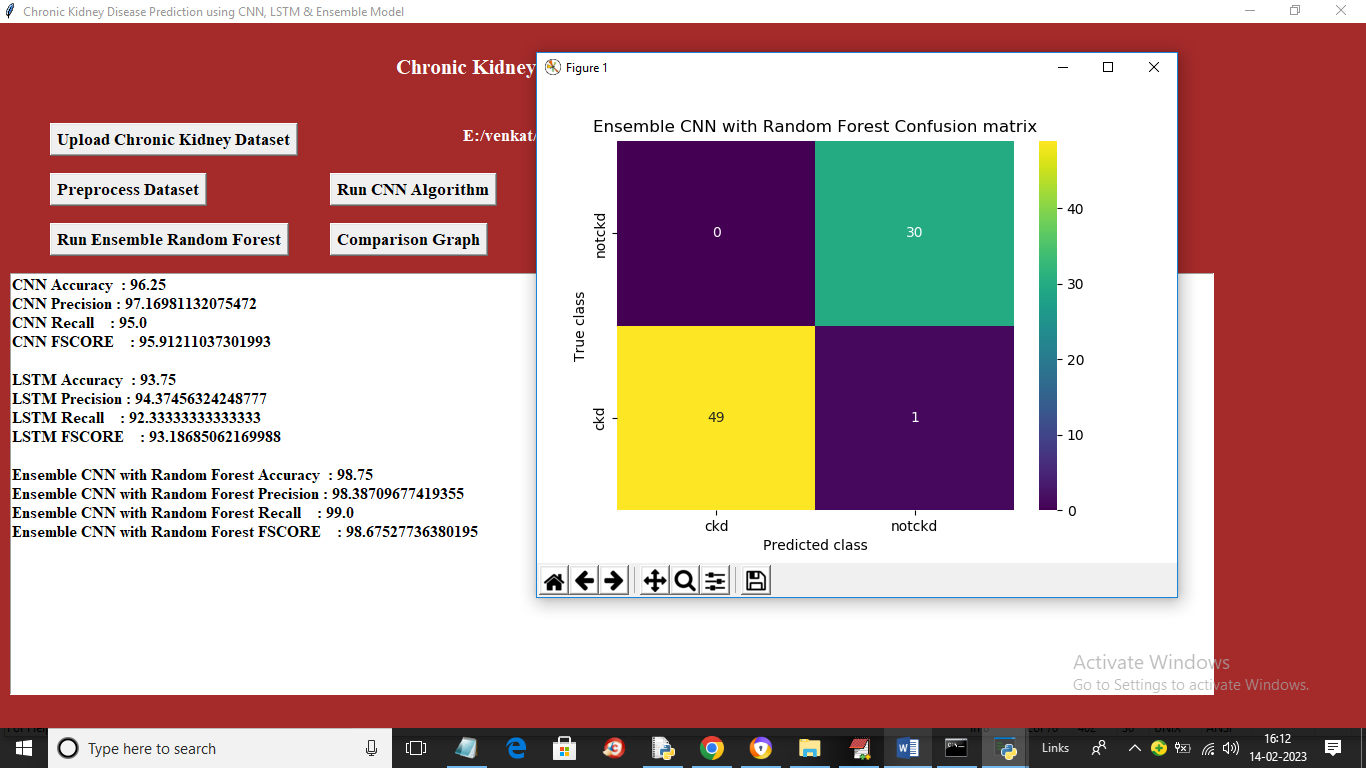 Chronic Kidney Disease Prediction using CNN, LSTM & Ensemble Model
Chronic Kidney
Upload Chronic Kidney Dataset
E:/venkat/
Preprocess Dataset
Run CNN Algorithm
Run Ensemble Random Forest
Comparison Graph
CNN Accuracy : 96.25
CNN Precision : 97.16981132075472
CNN Recall : 95.0
CNN FSCORE : 95.91211037301993
LSTM Accuracy : 93.75
LSTM Precision : 94.37456324248777
LSTM Recall : 92.33333333333333
LSTM FSCORE : 93.18685062169988
Ensemble CNN with Random Forest Accuracy : 98.75
Ensemble CNN with Random Forest Precision : 98.38709677419355
Ensemble CNN with Random Forest Recall : 99.0
Ensemble CNN with Random Forest FSCORE : 98.67527736380195
Figure 1
Ensemble CNN with Random Forest Confusion matrix
True class
notckd
0
30
ckd
49
1
ckd
notckd
Predicted class
40
30
20
10
0
Activate Windows
Go to Settings to activate Windows.
Type here to search
Links
16:12
14-02-2023